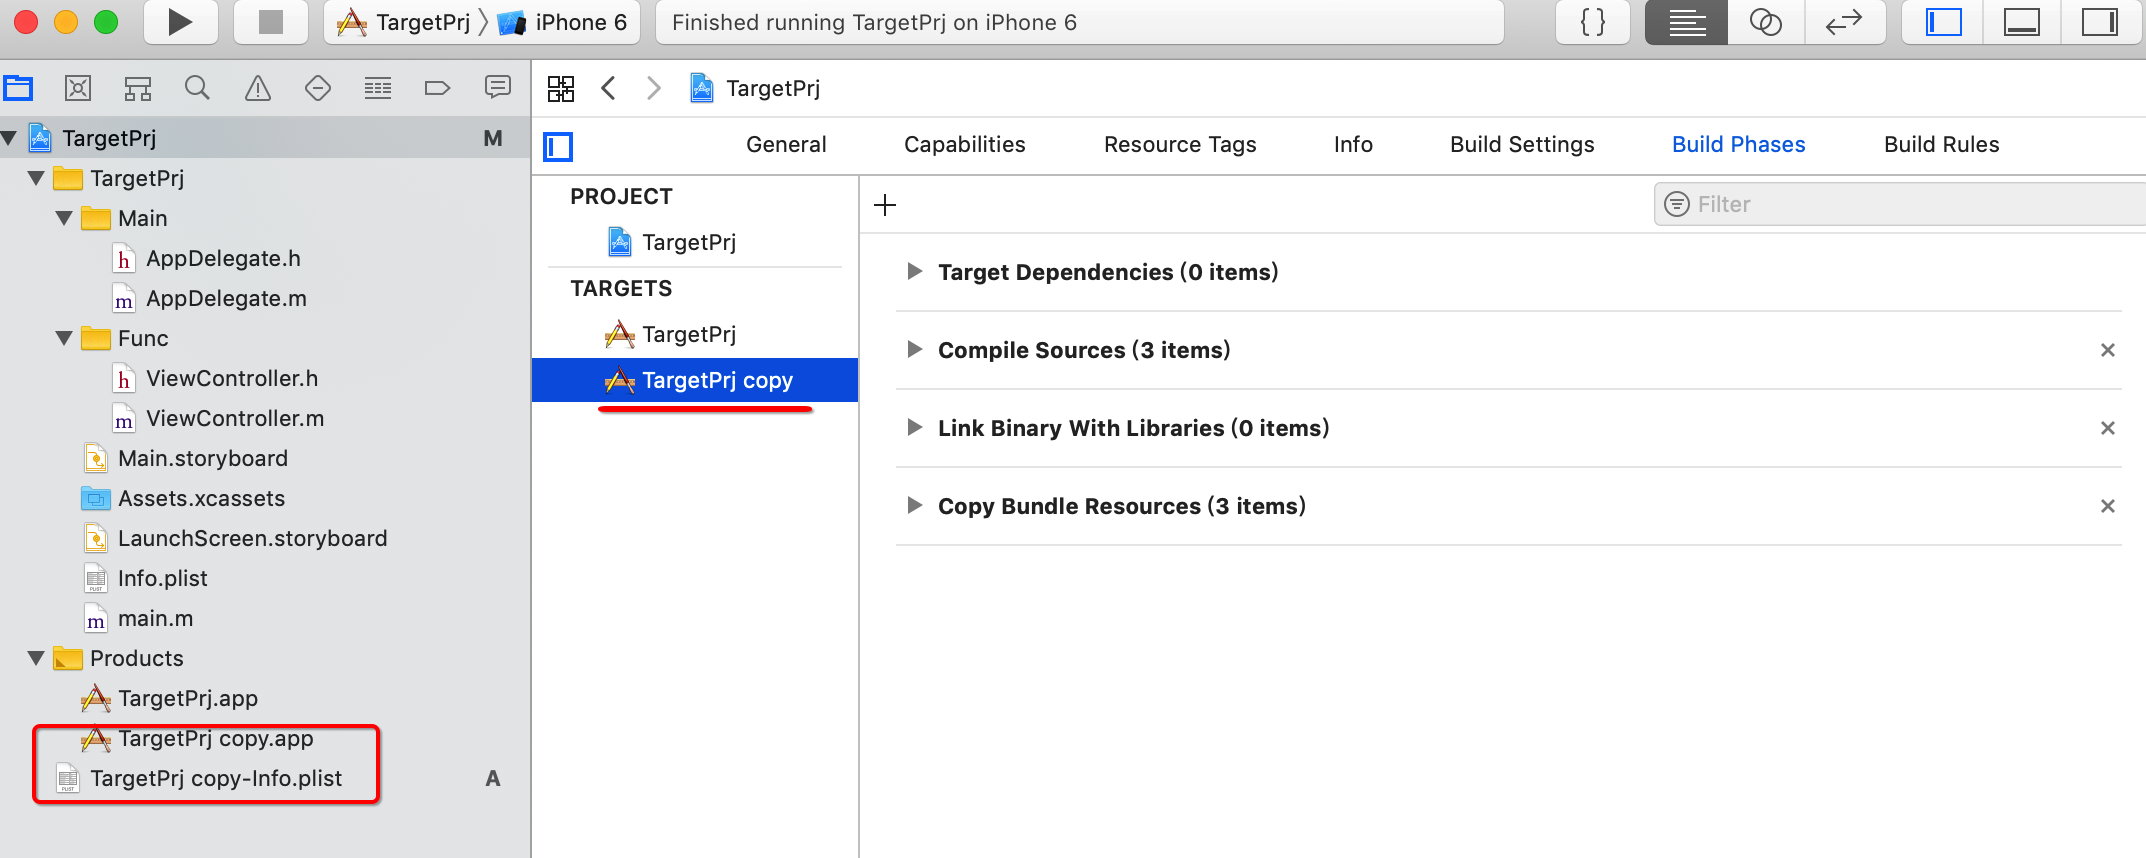 TargetPrj iPhone 6
Finished running TargetPrj on iPhone 6
{ }
TargetPrj
General Capabilities Resource Tags Info Build Settings Build Phases Build Rules
TargetPrj M
TargetPrj
Main
h AppDelegate.h
m AppDelegate.m
Func
h ViewController.h
m ViewController.m
Main.storyboard
Assets.xcassets
LaunchScreen.storyboard
PLIST Info.plist
m main.m
Products
TargetPrj.app
TargetPrj copy.app
PLIST TargetPrj copy-Info.plist A
PROJECT
TargetPrj
TARGETS
TargetPrj
TargetPrj copy
Filter
Target Dependencies (0 items)
Compile Sources (3 items)
Link Binary With Libraries (0 items)
Copy Bundle Resources (3 items)